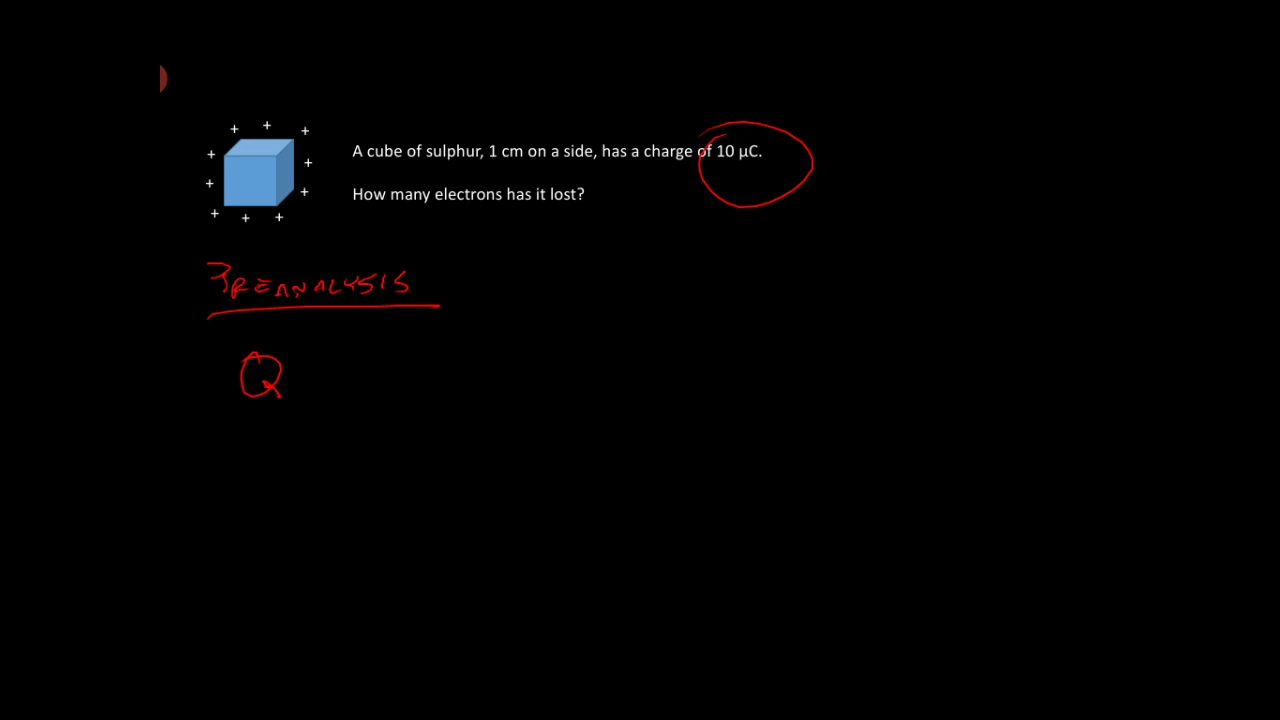 + + +
+ +
+ +
+ + + +
A cube of sulphur, 1 cm on a side, has a charge of 10 µC.
How many electrons has it lost?
PREANALYSIS
Q